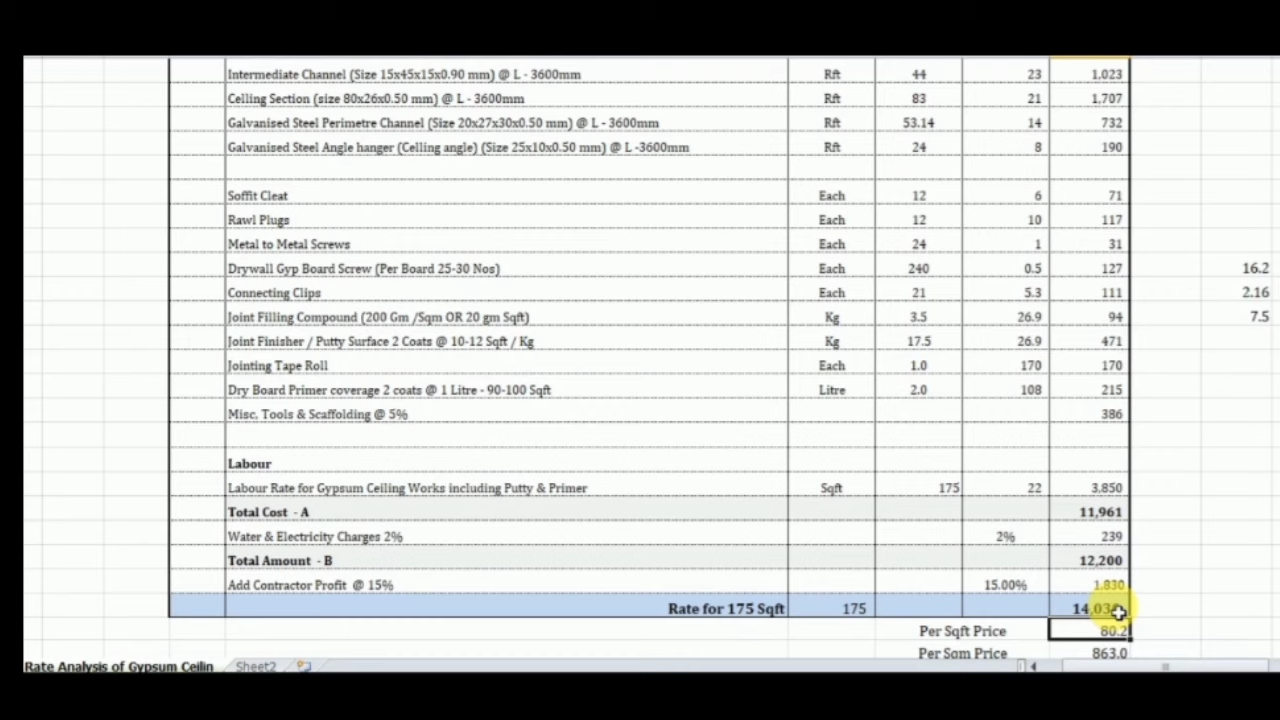 Intermediate Channel (Size 15x45x15x0.90 mm) @ L - 3600mm Rft 44 23 1,023
Celling Section (size 80x26x0.50 mm) @ L - 3600mm Rft 83 21 1,707
Galvanised Steel Perimetre Channel (Size 20x27x30x0.50 mm) @ L - 3600mm Rft 53.14 14 732
Galvanised Steel Angle hanger (Celling angle) (Size 25x10x0.50 mm) @ L -3600mm Rft 24 8 190
Soffit Cleat Each 12 6 71
Rawl Plugs Each 12 10 117
Metal to Metal Screws Each 24 1 31
Drywall Gyp Board Screw (Per Board 25-30 Nos) Each 240 0.5 127 16.2
Connecting Clips Each 21 5.3 111 2.16
Joint Filling Compound (200 Gm /Sqm OR 20 gm Sqft) Kg 3.5 26.9 94 7.5
Joint Finisher / Putty Surface 2 Coats @ 10-12 Sqft / Kg Kg 17.5 26.9 471
Jointing Tape Roll Each 1.0 170 170
Dry Board Primer coverage 2 coats @ 1 Litre - 90-100 Sqft Litre 2.0 108 215
Misc. Tools & Scaffolding @ 5% 386
Labour
Labour Rate for Gypsum Ceiling Works including Putty & Primer Sqft 175 22 3,850
Total Cost - A 11,961
Water & Electricity Charges 2% 2% 239
Total Amount - B 12,200
Add Contractor Profit @ 15% 15.00% 1,830
Rate for 175 Sqft 175
Per Sqft Price 80.2
Per Sqm Price 863.0
Rate Analysis of Gypsum Ceilin Sheet2